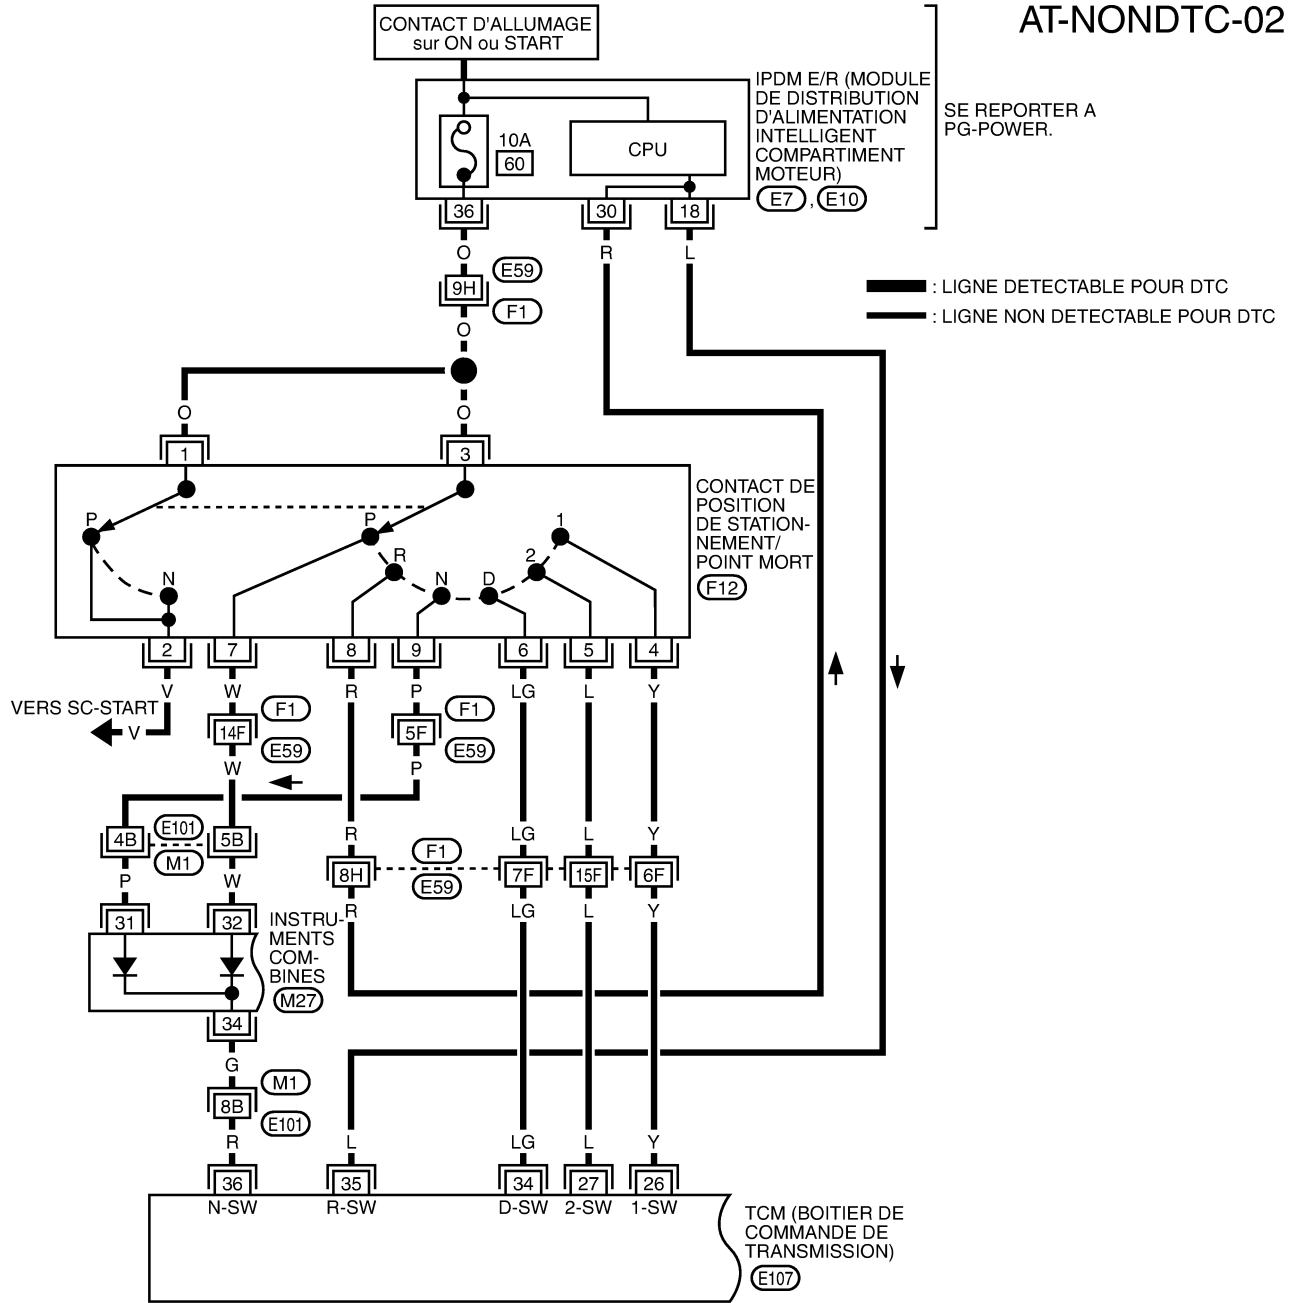 AT-NONDTC-02
CONTACT D'ALLUMAGE
sur ON ou START
IPDM E/R (MODULE
DE DISTRIBUTION
D'ALIMENTATION
INTELLIGENT
COMPARTIMENT
MOTEUR)
E7 , E10
SE REPORTER A
PG-POWER.
10A
60
CPU
36 30 18
O R L
E59
9H
F1
O
: LIGNE DETECTABLE POUR DTC
: LIGNE NON DETECTABLE POUR DTC
O O
1 3
CONTACT DE
POSITION
DE STATION-
NEMENT/
POINT MORT
F12
P P 1
R 2
N N D
2 7 8 9 6 5 4
V W R P LG L Y
VERS SC-START
V
F1 F1
14F 5F
E59 E59
W P
E101
4B 5B
M1
R LG L Y
F1
8H 7F 15F 6F
E59
P W
R LG L Y
31 32
INSTRU-
MENTS
COM-
BINES
M27
34
G
M1
8B
E101
R L LG L Y
36 35 34 27 26
N-SW R-SW D-SW 2-SW 1-SW
TCM (BOITIER DE
COMMANDE DE
TRANSMISSION)
E107